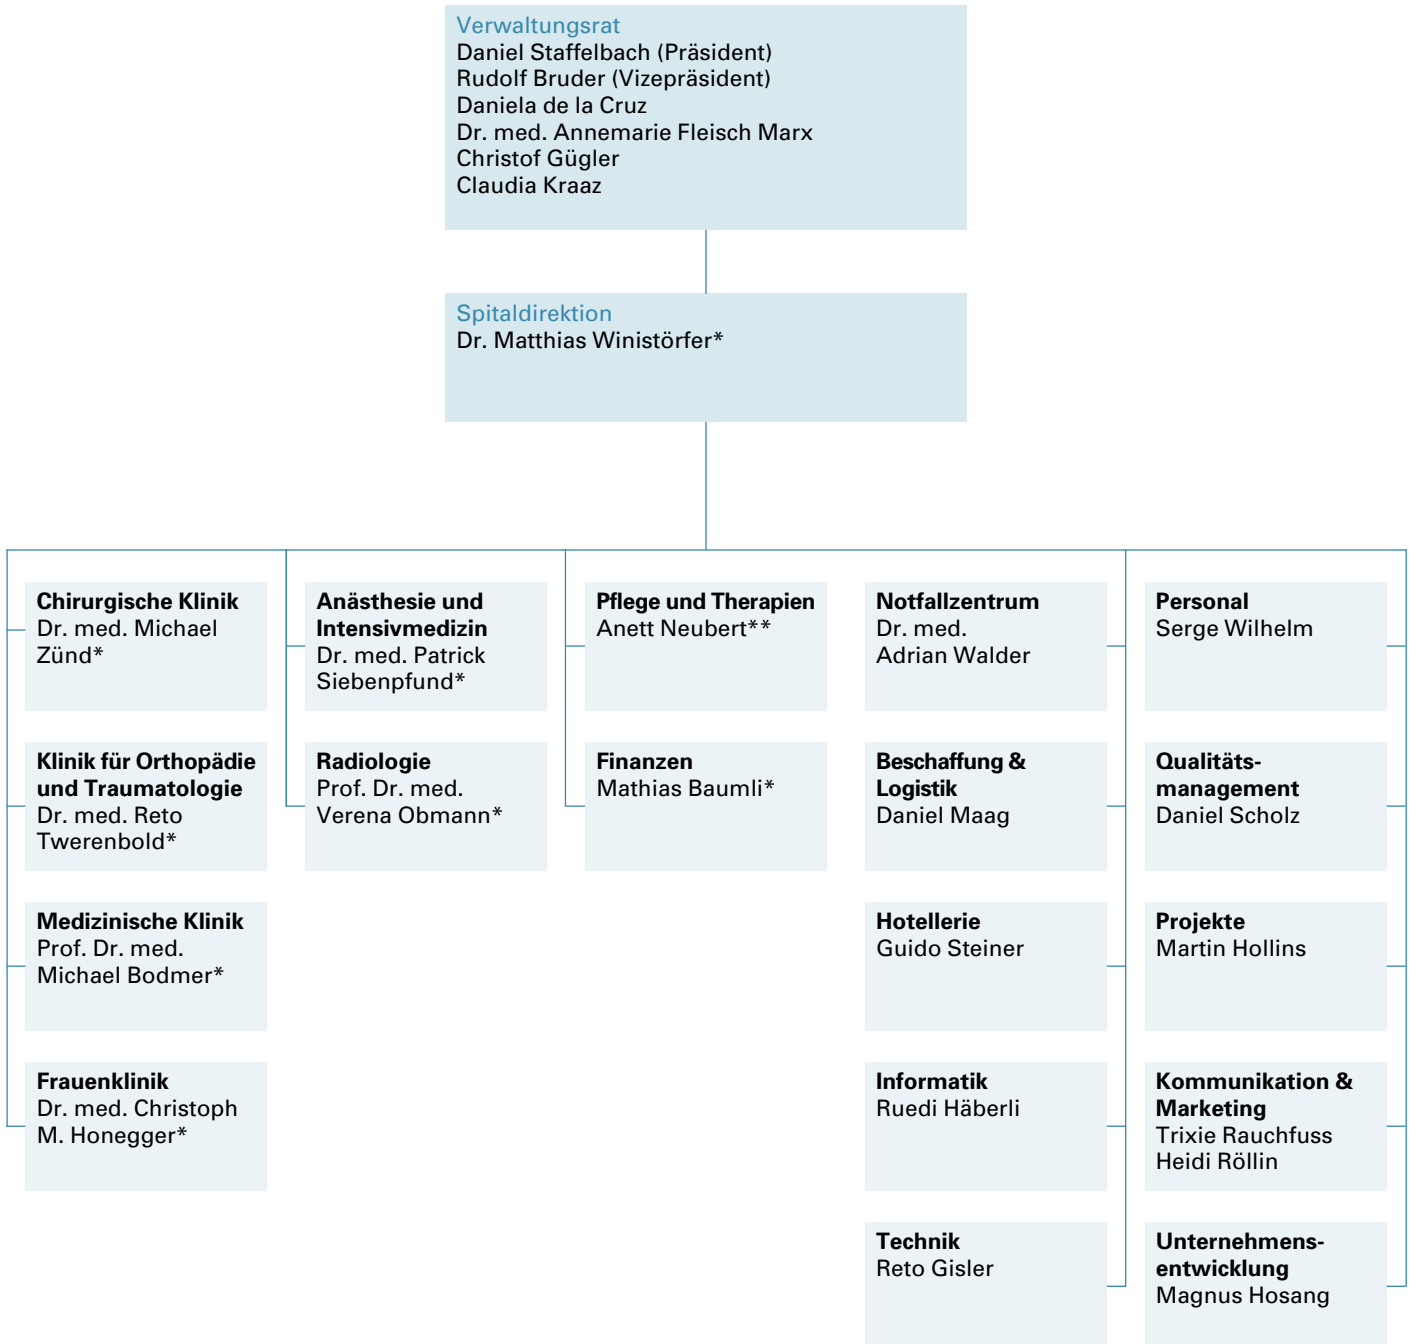 Verwaltungsrat
Daniel Staffelbach (Präsident)
Rudolf Bruder (Vizepräsident)
Daniela de la Cruz
Dr. med. Annemarie Fleisch Marx
Christof Gügler
Claudia Kraaz
Spitaldirektion
Dr. Matthias Winistörfer*
Chirurgische Klinik
Dr. med. Michael
Zünd*
Klinik für Orthopädie
und Traumatologie
Dr. med. Reto
Twerenbold*
Medizinische Klinik
Prof. Dr. med.
Michael Bodmer*
Frauenklinik
Dr. med. Christoph
M. Honegger*
Anästhesie und
Intensivmedizin
Dr. med. Patrick
Siebenpfund*
Radiologie
Prof. Dr. med.
Verena Obmann*
Pflege und Therapien
Anett Neubert**
Finanzen
Mathias Baumli*
Notfallzentrum
Dr. med.
Adrian Walder
Beschaffung &
Logistik
Daniel Maag
Hotellerie
Guido Steiner
Informatik
Ruedi Häberli
Technik
Reto Gisler
Personal
Serge Wilhelm
Qualitäts-
management
Daniel Scholz
Projekte
Martin Hollins
Kommunikation &
Marketing
Trixie Rauchfuss
Heidi Röllin
Unternehmens-
entwicklung
Magnus Hosang